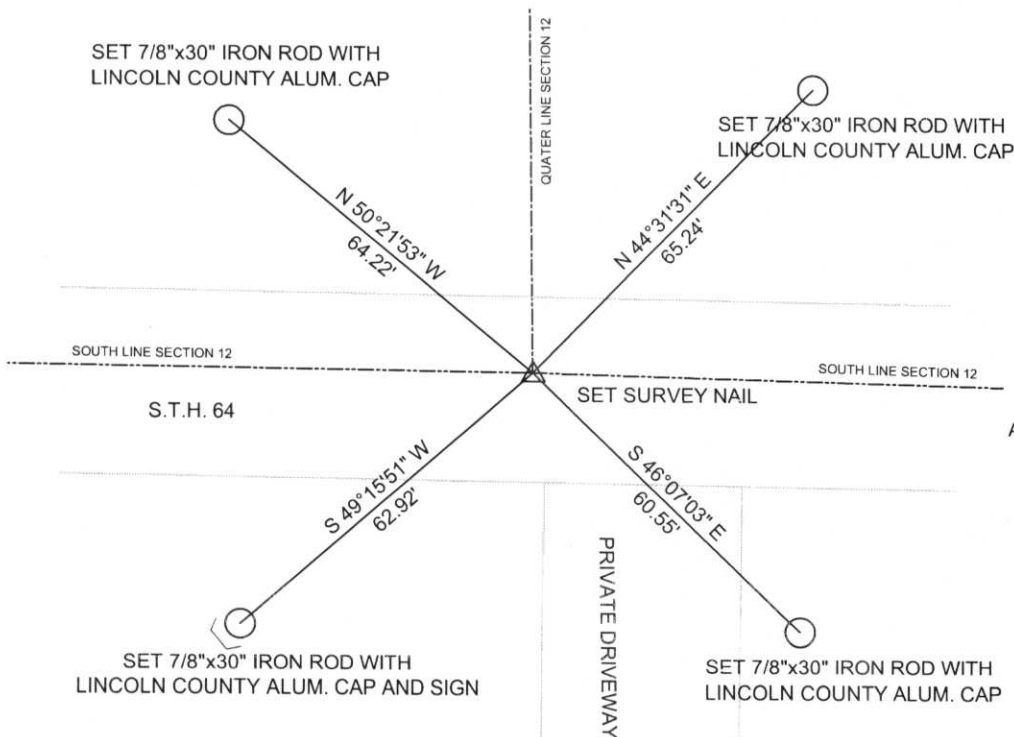 SET 7/8"x30" IRON ROD WITH
LINCOLN COUNTY ALUM. CAP
QUATER LINE SECTION 12
SET 7/8"x30" IRON ROD WITH
LINCOLN COUNTY ALUM. CAP
N 50°21'53" W
64.22'
N 44°31'31" E
65.24'
SOUTH LINE SECTION 12
SOUTH LINE SECTION 12
S.T.H. 64
SET SURVEY NAIL
A
S 49°15'51" W
62.92'
S 46°07'03" E
60.55'
PRIVATE DRIVEWAY
SET 7/8"x30" IRON ROD WITH
LINCOLN COUNTY ALUM. CAP AND SIGN
SET 7/8"x30" IRON ROD WITH
LINCOLN COUNTY ALUM. CAP